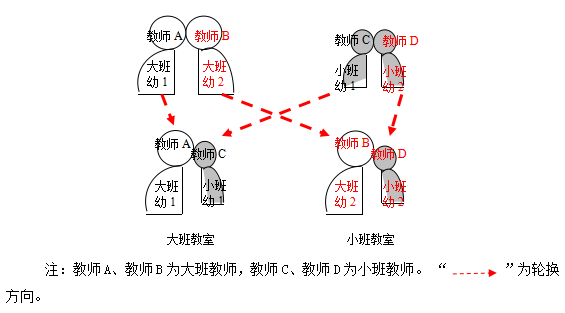 教师A 教师B 教师C 教师D
大班 大班 小班 小班
幼1 幼2 幼1 幼2
教师A 教师C 教师B 教师D
大班 小班 大班 小班
幼1 幼1 幼2 幼2
大班教室 小班教室
注：教师A、教师B为大班教师，教师C、教师D为小班教师。“ ”为轮换
方向。